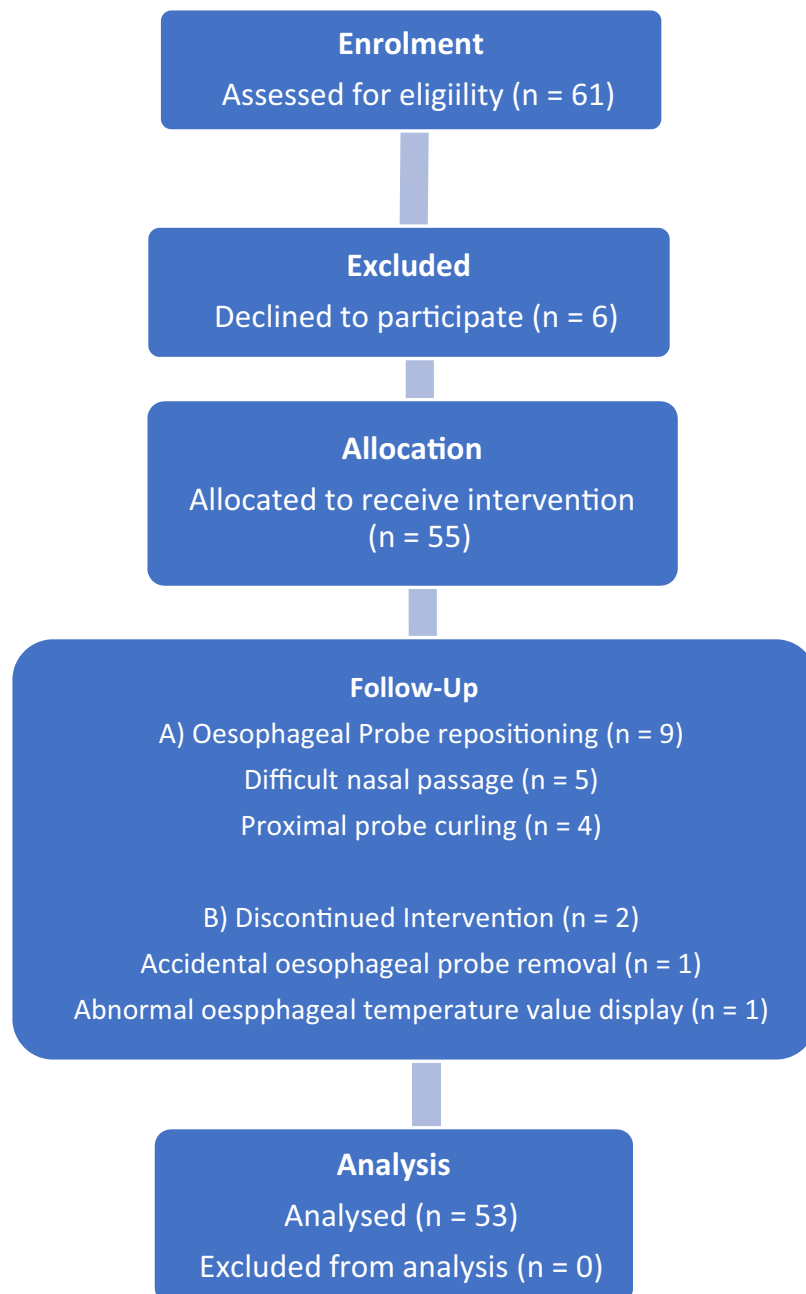 Enrolment
Assessed for eligiility (n = 61)
Excluded
Declined to participate (n = 6)
Allocation
Allocated to receive intervention
(n = 55)
Follow-Up
A) Oesophageal Probe repositioning (n = 9)
Difficult nasal passage (n = 5)
Proximal probe curling (n = 4)
B) Discontinued Intervention (n = 2)
Accidental oesophageal probe removal (n = 1)
Abnormal oespphageal temperature value display (n = 1)
Analysis
Analysed (n = 53)
Excluded from analysis (n = 0)